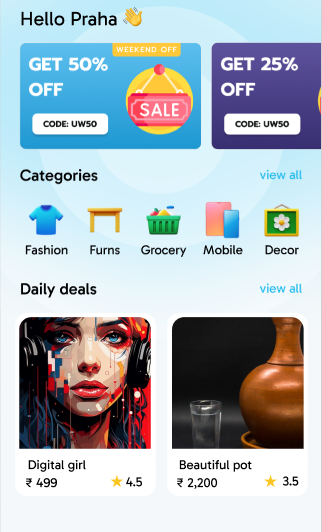 Hello Praha 👋
WEEKEND OFF
GET 50%
OFF
SALE
CODE: UW50
GET 25%
OFF
CODE: UW50
Categories
view all
Fashion
Furns
Grocery
Mobile
Decor
Daily deals
view all
Digital girl
₹ 499
4.5
Beautiful pot
₹ 2,200
3.5